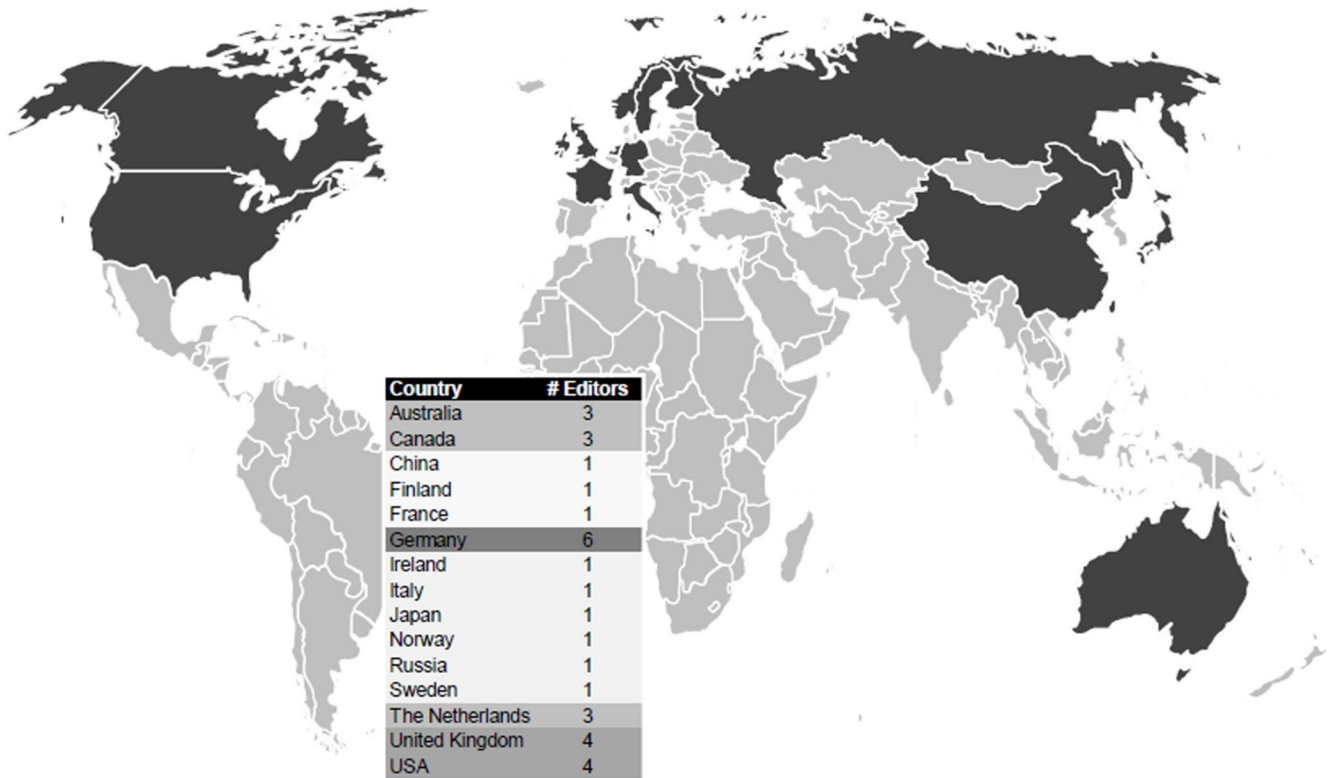 Country # Editors
Australia 3
Canada 3
China 1
Finland 1
France 1
Germany 6
Ireland 1
Italy 1
Japan 1
Norway 1
Russia 1
Sweden 1
The Netherlands 3
United Kingdom 4
USA 4